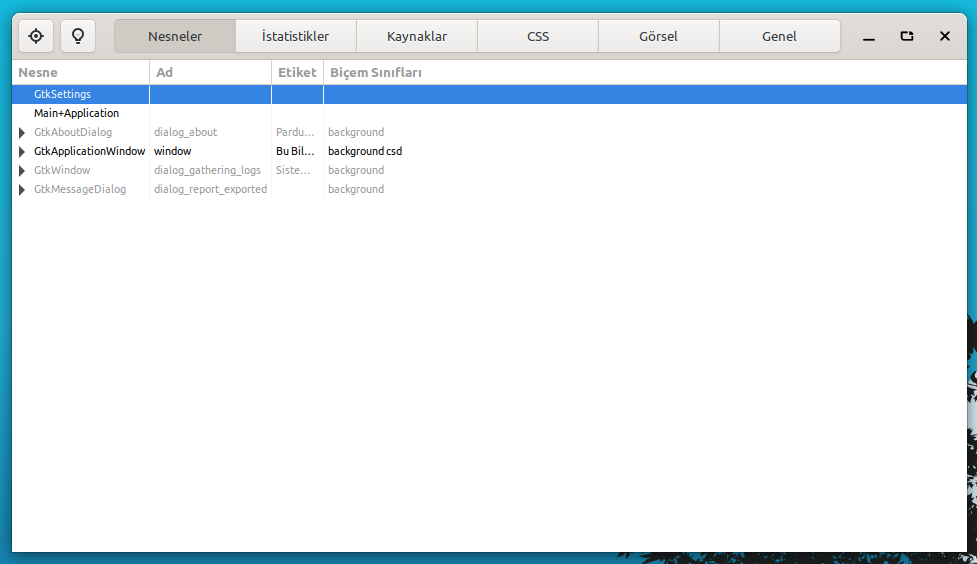 Nesneler İstatistikler Kaynaklar CSS Görsel Genel
Nesne Ad Etiket Biçem Sınıfları
GtkSettings
Main+Application
GtkAboutDialog dialog_about Pardu... background
GtkApplicationWindow window Bu Bil... background csd
GtkWindow dialog_gathering_logs Siste... background
GtkMessageDialog dialog_report_exported background